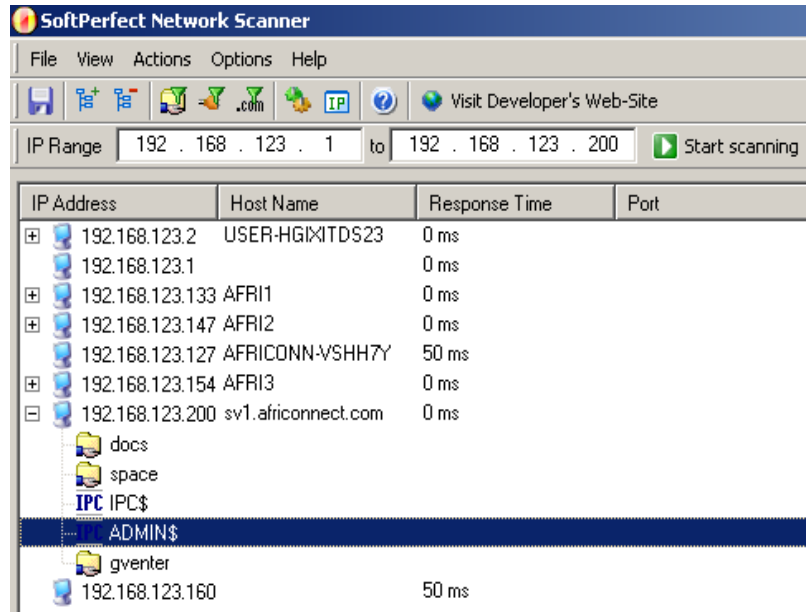 SoftPerfect Network Scanner
File View Actions Options Help
.com IP ? Visit Developer's Web-Site
IP Range 192 . 168 . 123 . 1 to 192 . 168 . 123 . 200 Start scanning
IP Address Host Name Response Time Port
192.168.123.2 USER-HGIXITDS23 0 ms
192.168.123.1 0 ms
192.168.123.133 AFRI1 0 ms
192.168.123.147 AFRI2 0 ms
192.168.123.127 AFRICONN-VSHH7Y 50 ms
192.168.123.154 AFRI3 0 ms
192.168.123.200 sv1.africonnect.com 0 ms
docs
space
IPC IPC$
IPC ADMIN$
gventer
192.168.123.160 50 ms